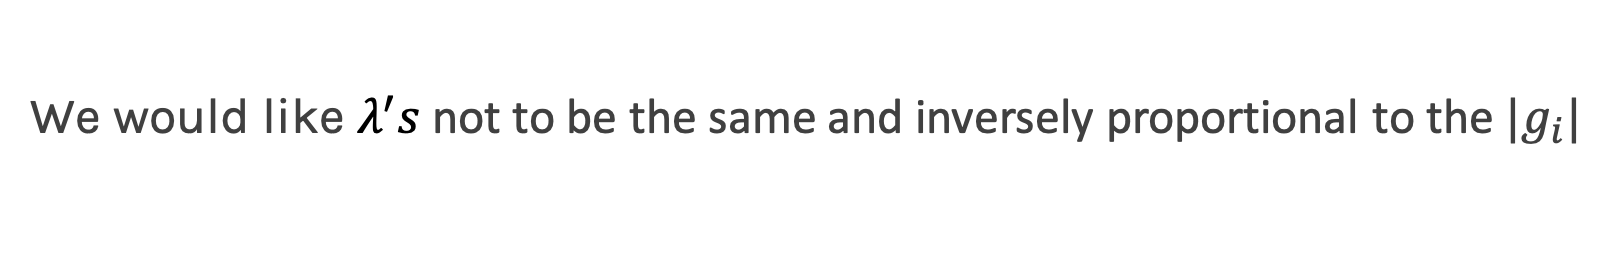 We would like λ's not to be the same and inversely proportional to the |gᵢ|